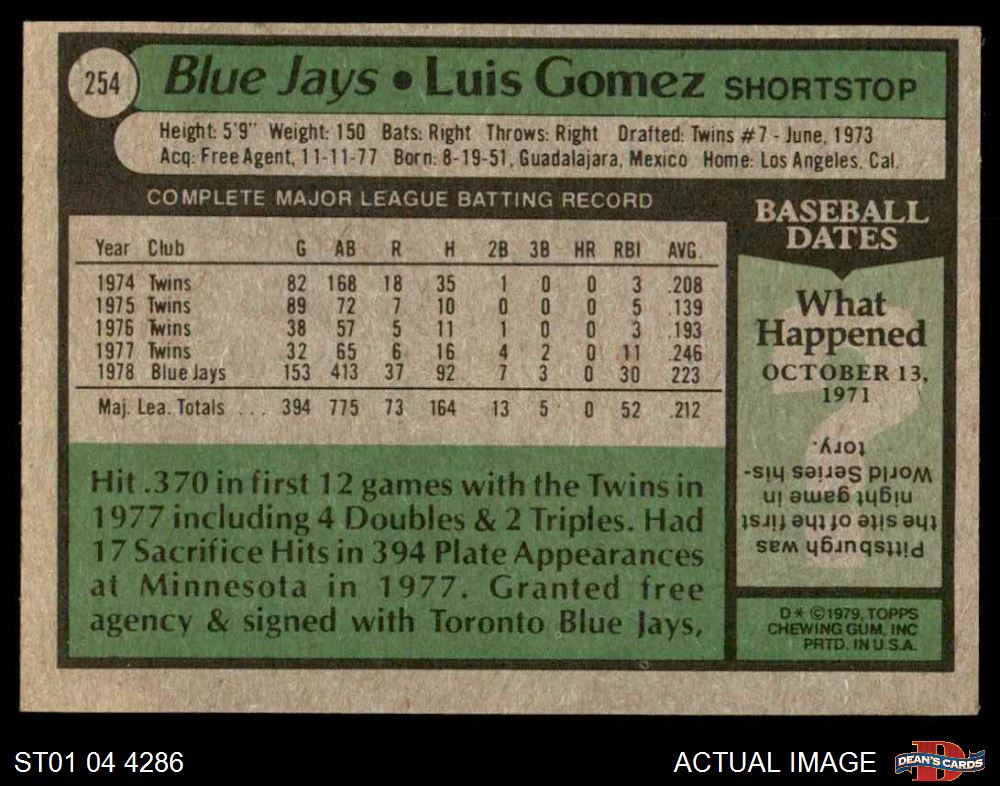 254 Blue Jays • Luis Gomez SHORTSTOP
Height: 5'9" Weight: 150 Bats: Right Throws: Right Drafted: Twins #7 - June, 1973
Acq: Free Agent, 11-11-77 Born: 8-19-51, Guadalajara, Mexico Home: Los Angeles, Cal.
COMPLETE MAJOR LEAGUE BATTING RECORD
Year Club G AB R H 2B 3B HR RBI AVG.
1974 Twins 82 168 18 35 1 0 0 3 .208
1975 Twins 89 72 7 10 0 0 0 5 .139
1976 Twins 38 57 5 11 1 0 0 3 .193
1977 Twins 32 65 6 16 4 2 0 11 .246
1978 Blue Jays 153 413 37 92 7 3 0 30 223
Maj. Lea. Totals ... 394 775 73 164 13 5 0 52 .212
Hit .370 in first 12 games with the Twins in
1977 including 4 Doubles & 2 Triples. Had
17 Sacrifice Hits in 394 Plate Appearances
at Minnesota in 1977. Granted free
agency & signed with Toronto Blue Jays,
BASEBALL
DATES
What
Happened
OCTOBER 13,
1971
?
Pittsburgh was
the site of the first
night game in
World Series his-
tory.
D* ©1979, TOPPS
CHEWING GUM, INC
PRTD. IN U.S.A.
ST01 04 4286
ACTUAL IMAGE
D
DEAN'S CARDS